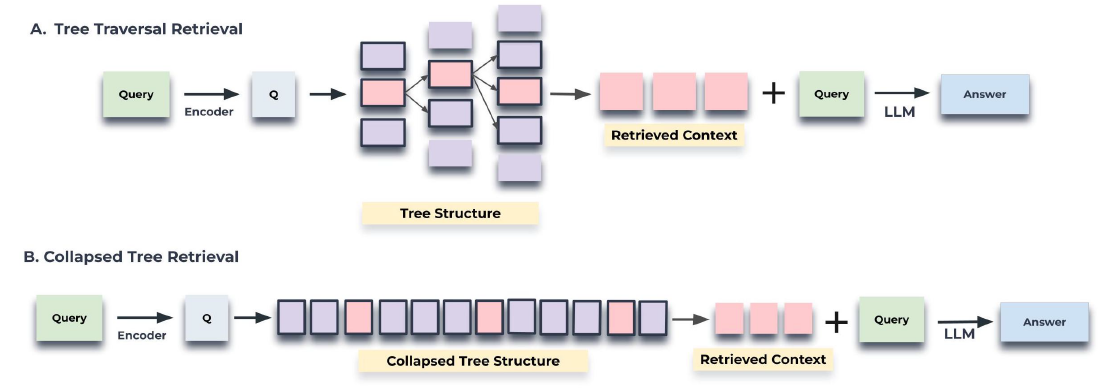 A. Tree Traversal Retrieval
Query
Encoder
Q
Tree Structure
Retrieved Context
+
Query
LLM
Answer
B. Collapsed Tree Retrieval
Query
Encoder
Q
Collapsed Tree Structure
Retrieved Context
+
Query
LLM
Answer